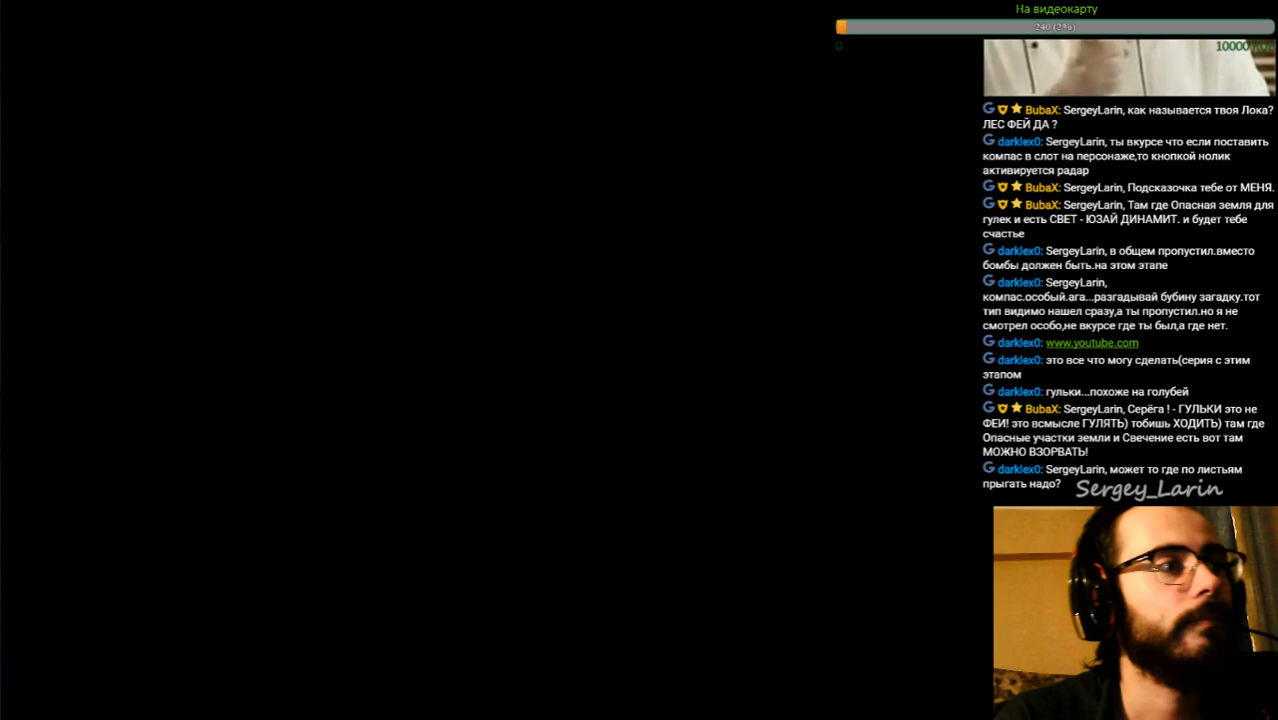 На видеокарту
240 (2%)
0
10000 RUB
BubaX: SergeyLarin, как называется твоя Лока?
ЛЕС ФЕЙ ДА ?
darklex0: SergeyLarin, ты вкурсе что если поставить
компас в слот на персонаже,то кнопкой нолик
активируется радар
BubaX: SergeyLarin, Подсказочка тебе от МЕНЯ.
BubaX: SergeyLarin, Там где Опасная земля для
гулек и есть СВЕТ - ЮЗАЙ ДИНАМИТ. и будет тебе
счастье
darklex0: SergeyLarin, в общем пропустил.вместо
бомбы должен быть.на этом этапе
darklex0: SergeyLarin,
компас.особый.ага...разгадывай бубину загадку.тот
тип видимо нашел сразу,а ты пропустил.но я не
смотрел особо,не вкурсе где ты был,а где нет.
darklex0: www.youtube.com
darklex0: это все что могу сделать(серия с этим
этапом
darklex0: гульки...похоже на голубей
BubaX: SergeyLarin, Серёга ! - ГУЛЬКИ это не
ФЕИ! это всмысле ГУЛЯТЬ) тобишь ХОДИТЬ) там где
Опасные участки земли и Свечение есть вот там
МОЖНО ВЗОРВАТЬ!
darklex0: SergeyLarin, может то где по листьям
прыгать надо?
Sergey_Larin